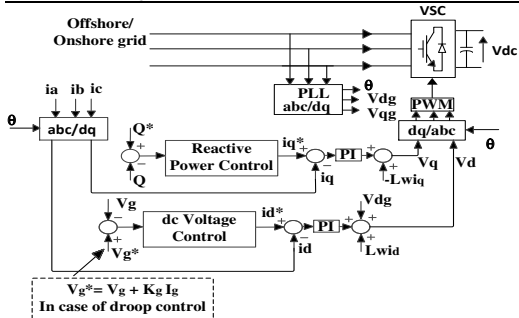 VSC
Offshore/
Onshore grid
Vdc
PLL
abc/dq
θ
Vdg
Vqg
PWM
ia ib ic
θ
abc/dq
dq/abc
θ
Q*
+
-
Q
Reactive
Power Control
iq*
+
-
iq
PI
+
+
-Lwiq
Vq
Vd
Vg
-
+
Vg*
dc Voltage
Control
id*
+
-
id
PI
Vdg
+
+
+
Lwid
Vg*= Vg + Kg Ig
In case of droop control